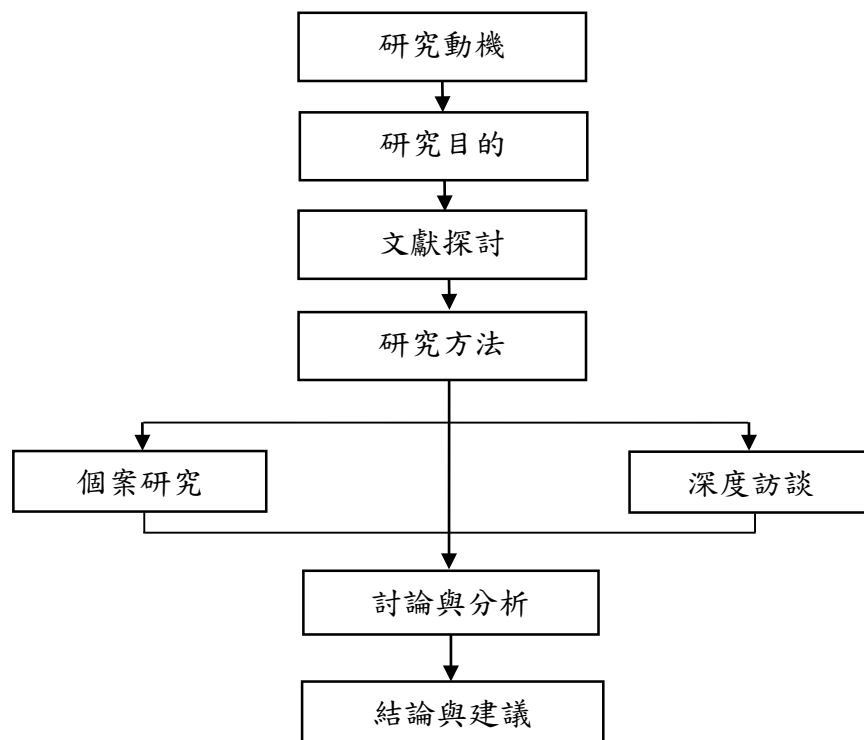 研究動機
研究目的
文獻探討
研究方法
個案研究
深度訪談
討論與分析
結論與建議